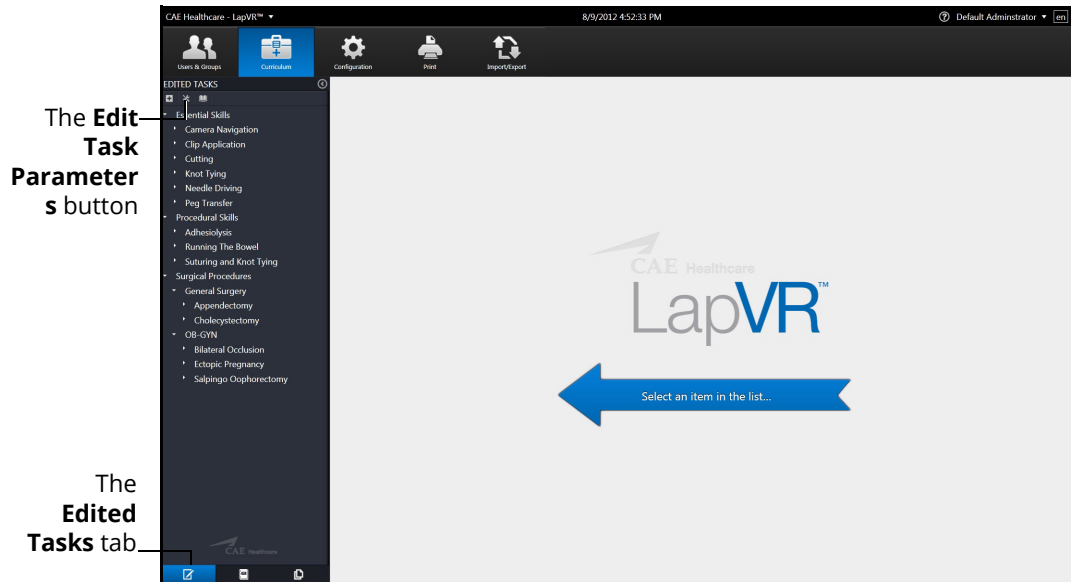 CAE Healthcare - LapVR™
8/9/2012 4:52:33 PM
Default Adminstrator
en
Users & Groups
Curriculum
Configuration
Print
Import/Export
EDITED TASKS
Essential Skills
Camera Navigation
Clip Application
Cutting
Knot Tying
Needle Driving
Peg Transfer
Procedural Skills
Adhesiolysis
Running The Bowel
Suturing and Knot Tying
Surgical Procedures
General Surgery
Appendectomy
Cholecystectomy
OB-GYN
Bilateral Occlusion
Ectopic Pregnancy
Salpingo Oophorectomy
CAE Healthcare
The Edit
Task
Parameter
s button
The
Edited
Tasks tab
CAE Healthcare
LapVR™
Select an item in the list...